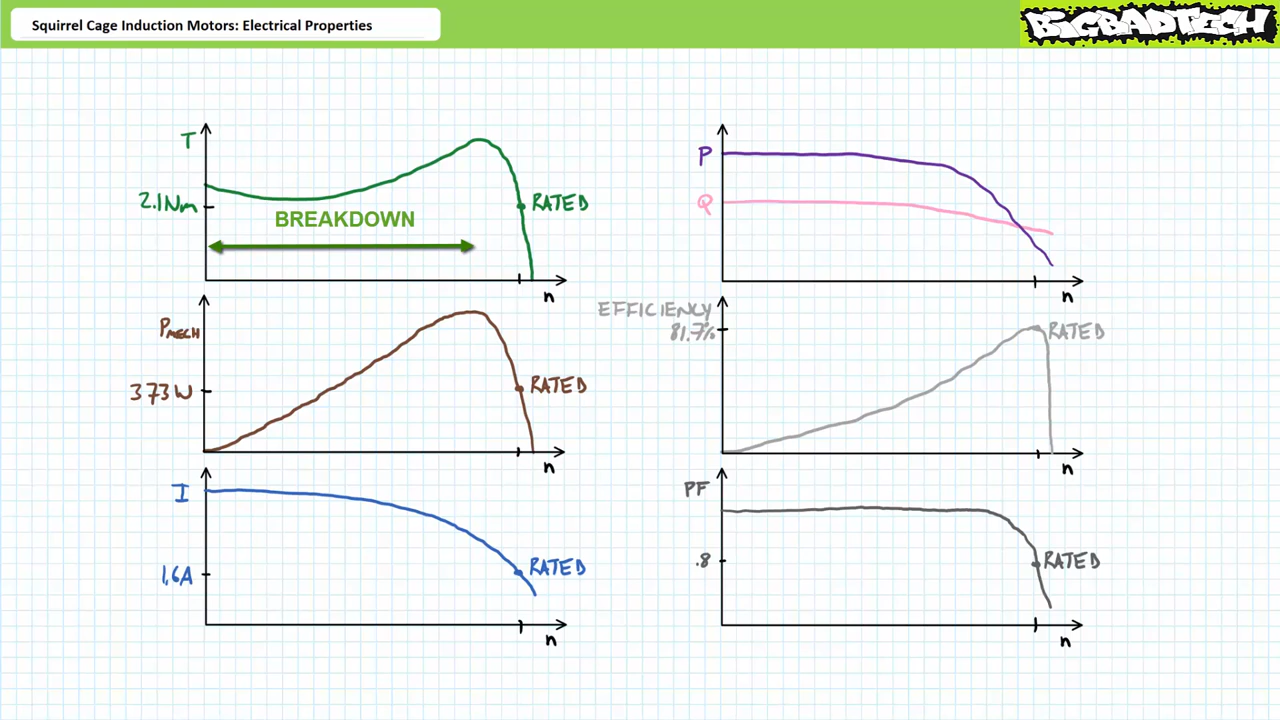 Squirrel Cage Induction Motors: Electrical Properties
BIGBADTECH
T
2.1Nm
BREAKDOWN
RATED
n
P
Q
n
PMECH
373W
RATED
n
EFFICIENCY
81.7%
RATED
n
I
1.6A
RATED
n
PF
.8
RATED
n